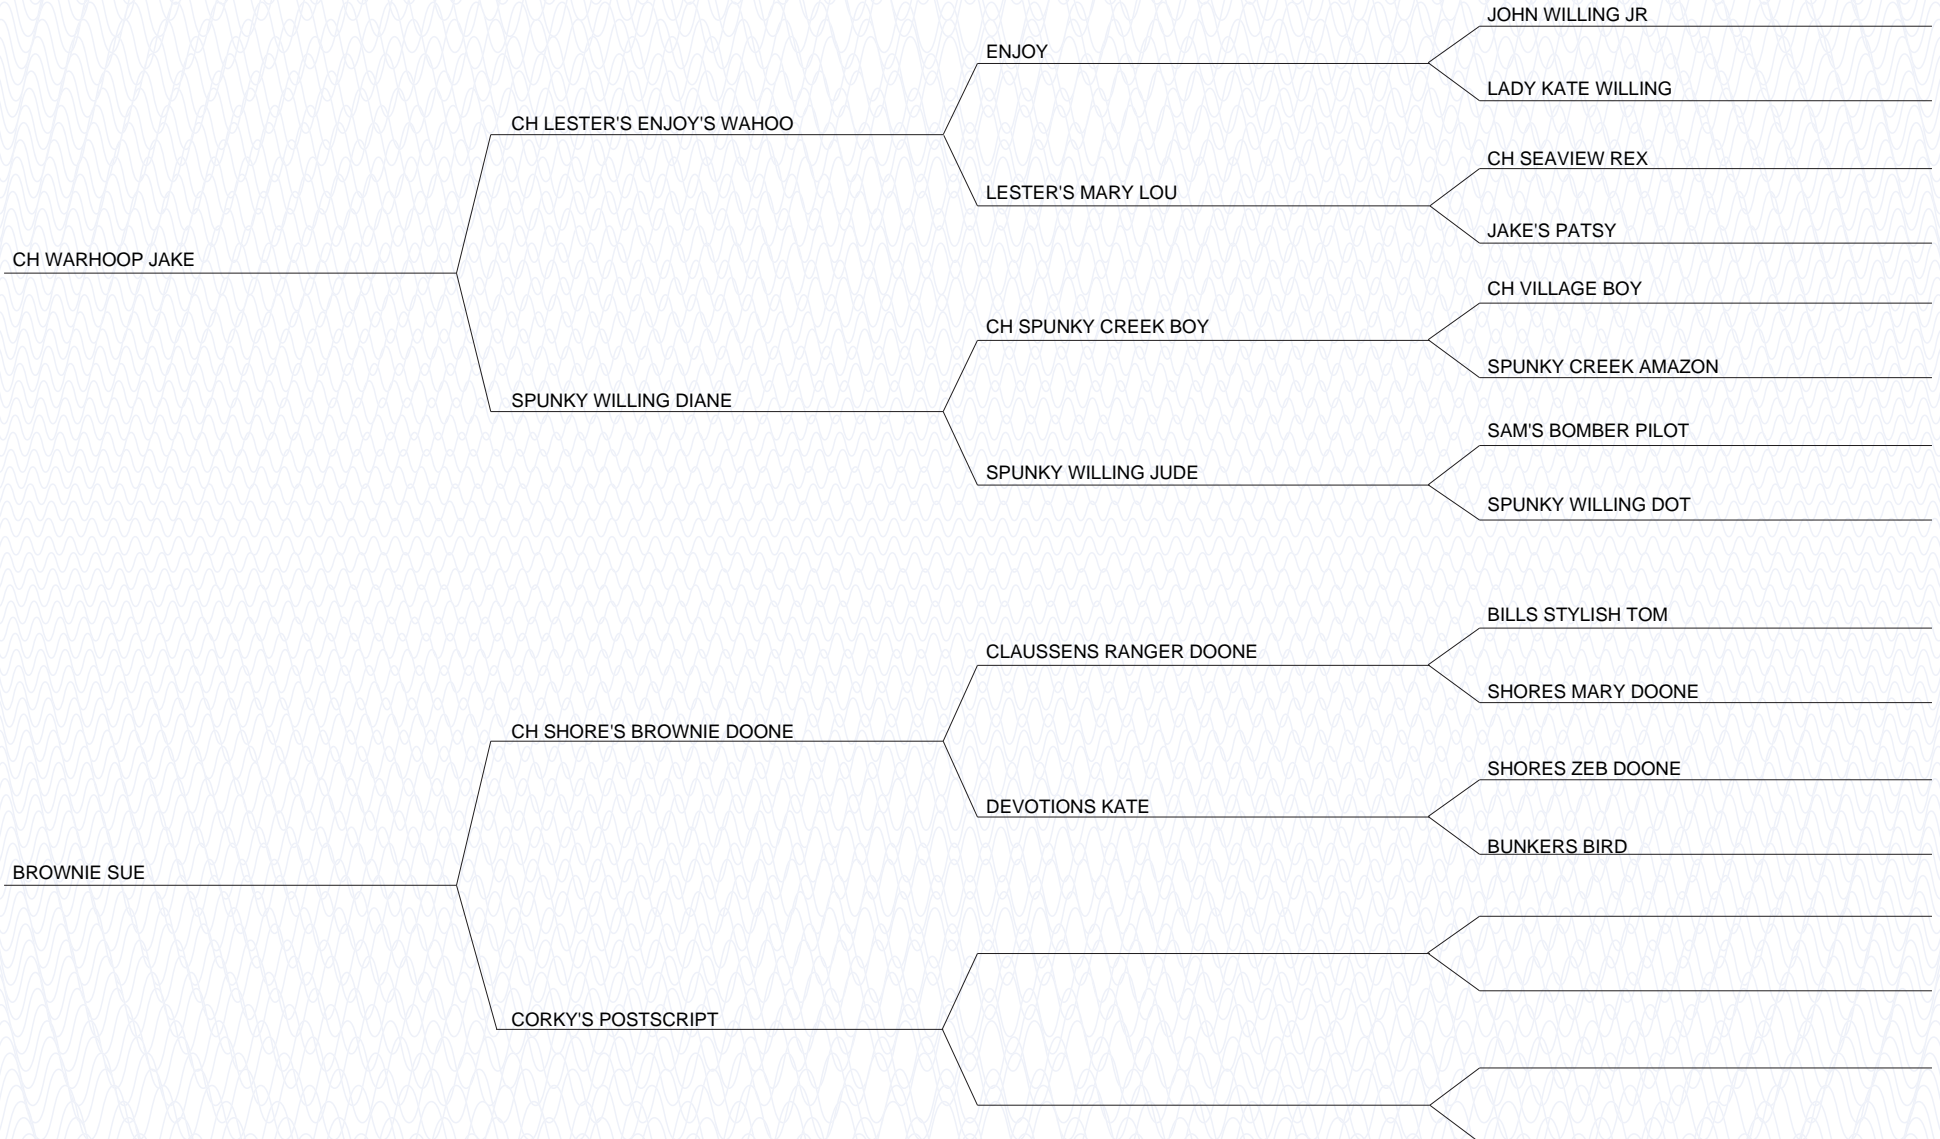 JOHN WILLING JR
ENJOY
LADY KATE WILLING
CH LESTER'S ENJOY'S WAHOO
CH SEAVIEW REX
LESTER'S MARY LOU
JAKE'S PATSY
CH WARHOOP JAKE
CH VILLAGE BOY
CH SPUNKY CREEK BOY
SPUNKY CREEK AMAZON
SPUNKY WILLING DIANE
SAM'S BOMBER PILOT
SPUNKY WILLING JUDE
SPUNKY WILLING DOT
BILLS STYLISH TOM
CLAUSSENS RANGER DOONE
SHORES MARY DOONE
CH SHORE'S BROWNIE DOONE
SHORES ZEB DOONE
DEVOTIONS KATE
BUNKERS BIRD
BROWNIE SUE
CORKY'S POSTSCRIPT